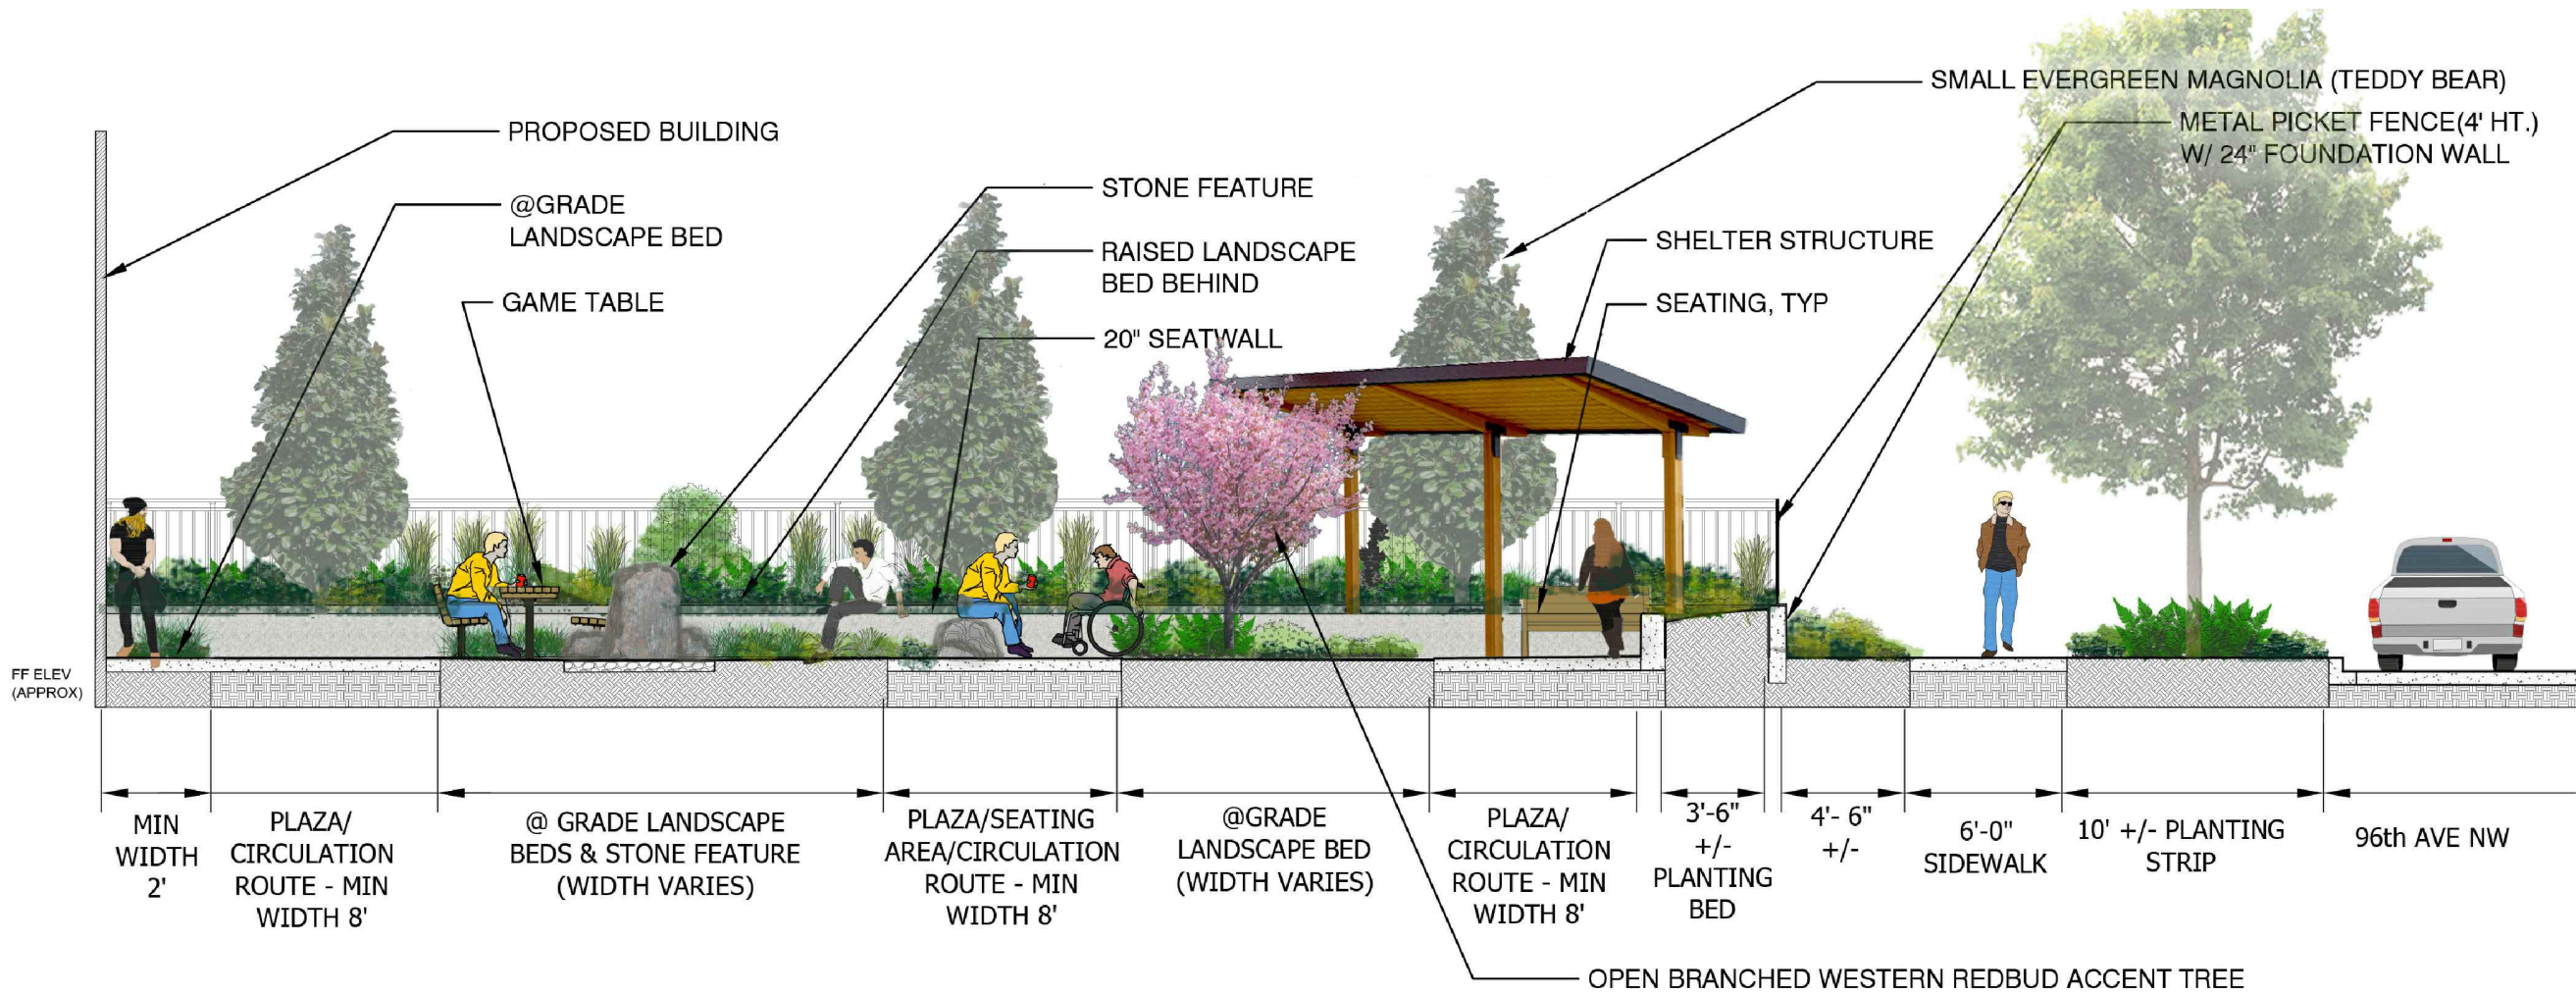 SMALL EVERGREEN MAGNOLIA (TEDDY BEAR)
METAL PICKET FENCE(4' HT.)
W/ 24" FOUNDATION WALL
PROPOSED BUILDING
STONE FEATURE
@GRADE
LANDSCAPE BED
RAISED LANDSCAPE
BED BEHIND
SHELTER STRUCTURE
GAME TABLE
SEATING, TYP
20" SEATWALL
FF ELEV
(APPROX)
MIN
WIDTH
2'
PLAZA/
CIRCULATION
ROUTE - MIN
WIDTH 8'
@ GRADE LANDSCAPE
BEDS & STONE FEATURE
(WIDTH VARIES)
PLAZA/SEATING
AREA/CIRCULATION
ROUTE - MIN
WIDTH 8'
@GRADE
LANDSCAPE BED
(WIDTH VARIES)
PLAZA/
CIRCULATION
ROUTE - MIN
WIDTH 8'
3'-6"
+/-
PLANTING
BED
4'- 6"
+/-
6'-0"
SIDEWALK
10' +/- PLANTING
STRIP
96th AVE NW
OPEN BRANCHED WESTERN REDBUD ACCENT TREE